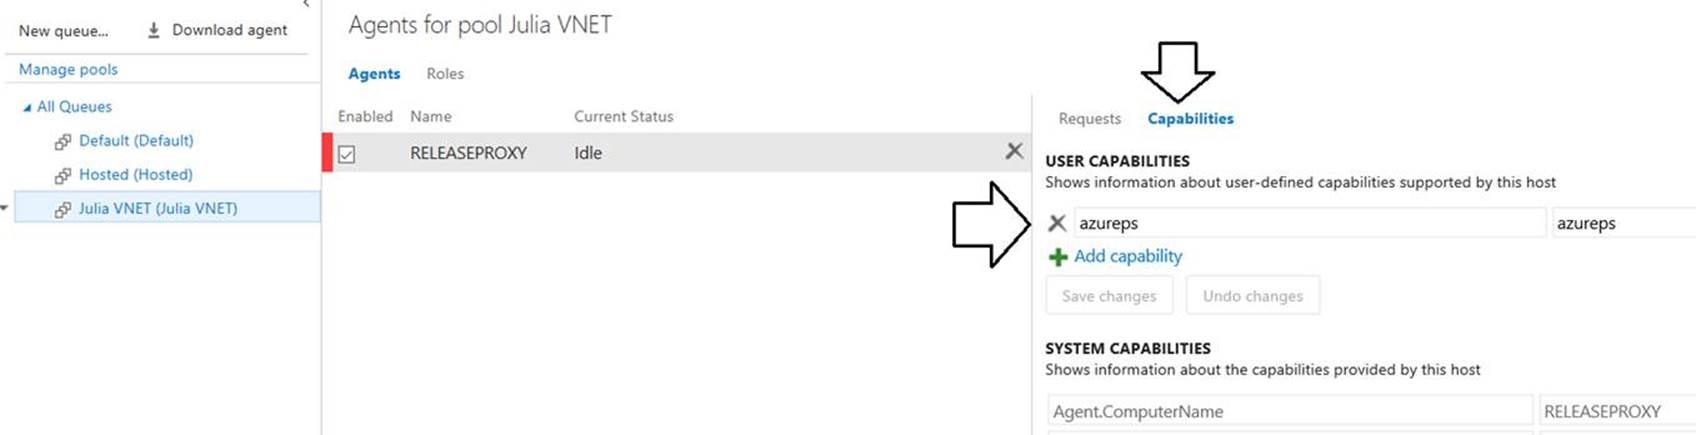 New queue...
Download agent
Manage pools
All Queues
Default (Default)
Hosted (Hosted)
Julia VNET (Julia VNET)
Agents for pool Julia VNET
Agents Roles
Enabled Name Current Status
RELEASEPROXY Idle
Requests Capabilities
USER CAPABILITIES
Shows information about user-defined capabilities supported by this host
azureps azureps
Add capability
Save changes Undo changes
SYSTEM CAPABILITIES
Shows information about the capabilities provided by this host
Agent.ComputerName RELEASEPROXY